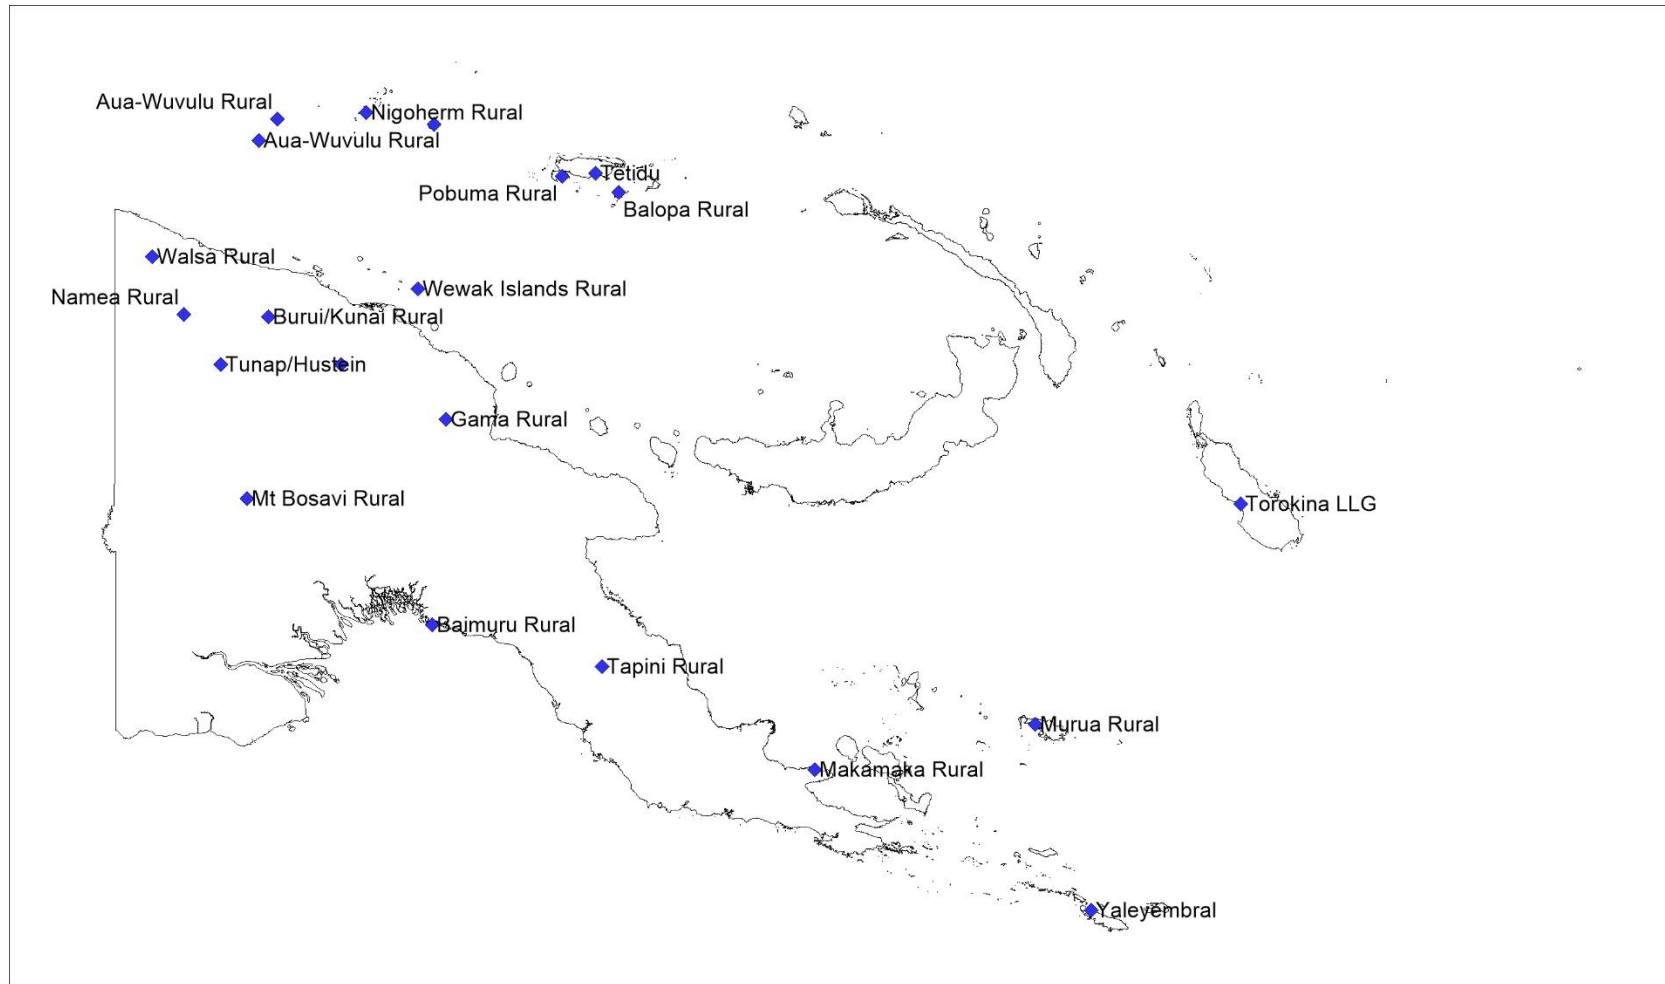 Aua-Wuvulu Rural
Nigoherm Rural
Aua-Wuvulu Rural
Tetidu
Pobuma Rural
Balopa Rural
Walsa Rural
Wewak Islands Rural
Namea Rural
Burui/Kunai Rural
Tunap/Hustein
Gama Rural
Mt Bosavi Rural
Torokina LLG
Baimuru Rural
Tapini Rural
Murua Rural
Makamaka Rural
Yaleyembral